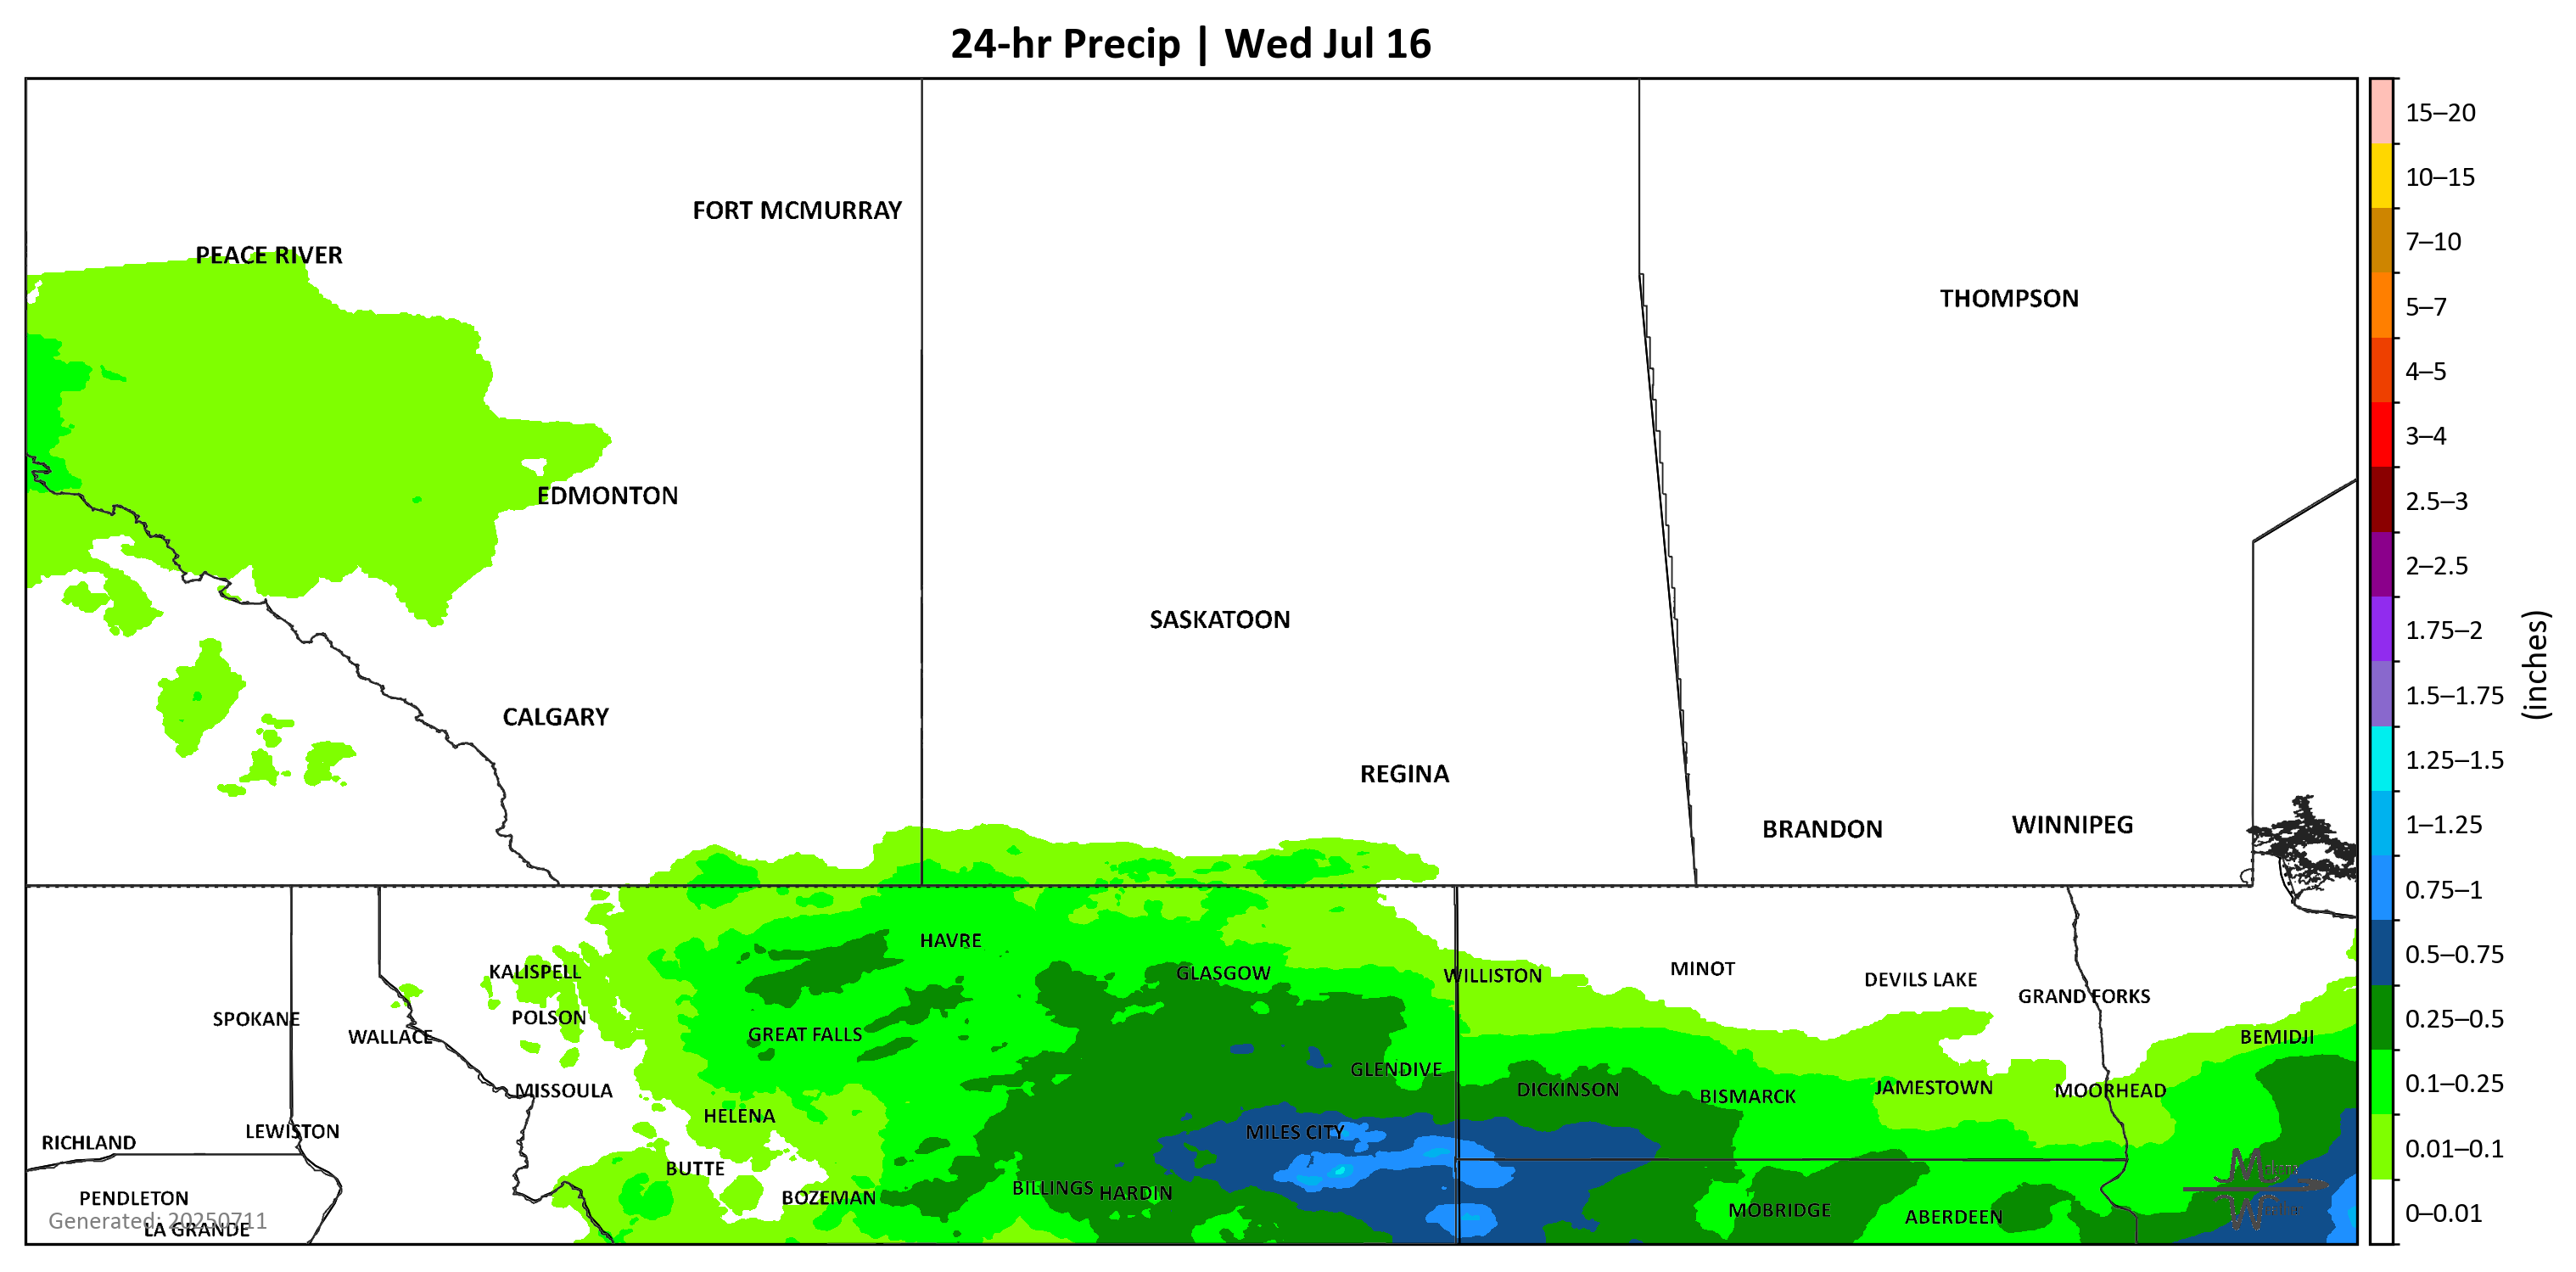 24-hr Precip | Wed Jul 16
15–20
10–15
FORT MCMURRAY
7–10
PEACE RIVER
THOMPSON
5–7
4–5
3–4
EDMONTON
2.5–3
2–2.5
SASKATOON
1.75–2
(inches)
1.5–1.75
CALGARY
1.25–1.5
REGINA
BRANDON
WINNIPEG
1–1.25
0.75–1
HAVRE
0.5–0.75
KALISPELL
GLASGOW
WILLISTON
MINOT
DEVILS LAKE
GRAND FORKS
SPOKANE
POLSON
0.25–0.5
WALLACE
GREAT FALLS
BEMIDJI
GLENDIVE
0.1–0.25
MISSOULA
DICKINSON
BISMARCK
JAMESTOWN
MOORHEAD
HELENA
LEWISTON
MILES CITY
RICHLAND
0.01–0.1
BUTTE
PENDLETON
BOZEMAN
BILLINGS
HARDIN
MOBRIDGE
ABERDEEN
0–0.01
Generated: 20250711
LA GRANDE